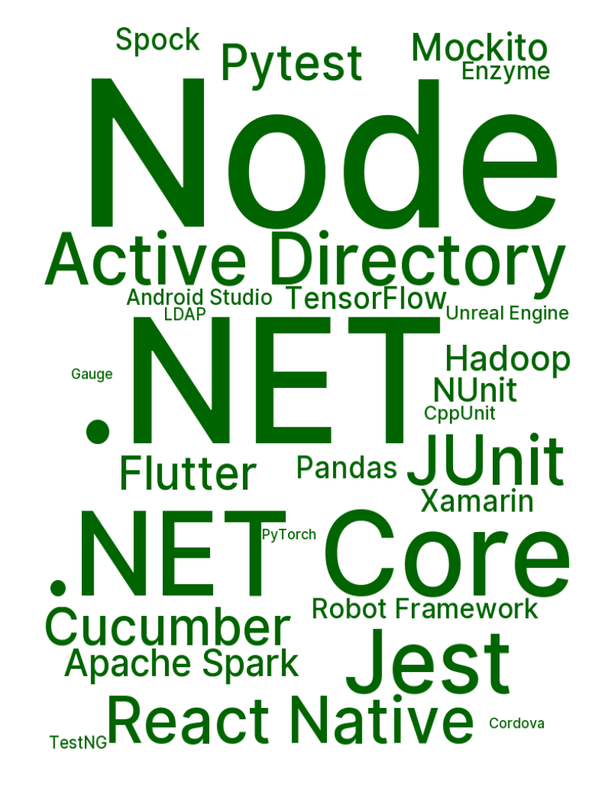 Spock
Pytest
Mockito
Enzyme
Node
Active Directory
Android Studio
TensorFlow
LDAP
Unreal Engine
.NET
Hadoop
Gauge
NUnit
CppUnit
Flutter
Pandas
JUnit
Xamarin
.NET Core
PyTorch
Robot Framework
Cucumber
Apache Spark
Jest
React Native
Cordova
TestNG